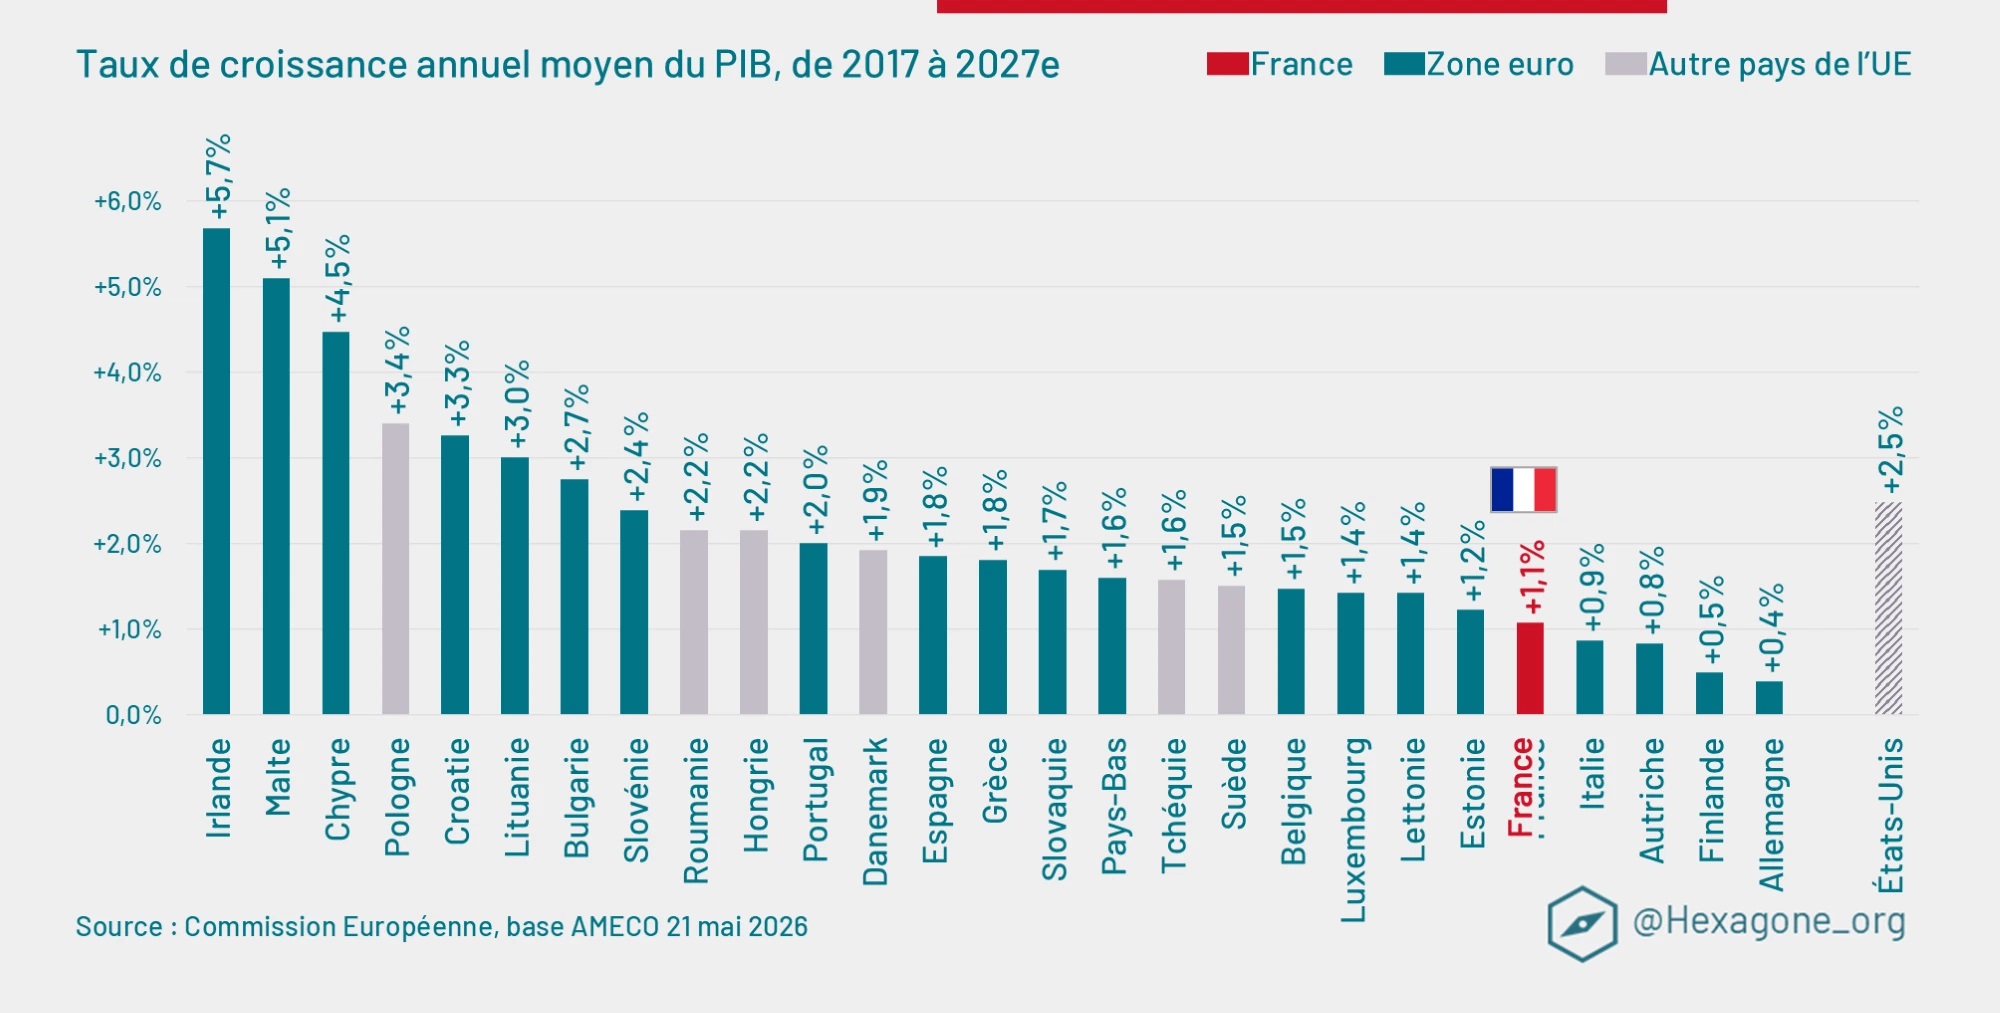 Taux de croissance annuel moyen du PIB, de 2017 à 2027e
France
Zone euro
Autre pays de l'UE
+6,0%
+5,0%
+4,0%
+3,0%
+2,0%
+1,0%
0,0%
+5,7%
+5,1%
+4,5%
+3,4%
+3,3%
+3,0%
+2,7%
+2,4%
+2,2%
+2,2%
+2,0%
+1,9%
+1,8%
+1,8%
+1,7%
+1,6%
+1,6%
+1,5%
+1,5%
+1,4%
+1,4%
+1,2%
+1,1%
+0,9%
+0,8%
+0,5%
+0,4%
+2,5%
Irlande
Malte
Chypre
Pologne
Croatie
Lituanie
Bulgarie
Slovénie
Roumanie
Hongrie
Portugal
Danemark
Espagne
Grèce
Slovaquie
Pays-Bas
Tchéquie
Suède
Belgique
Luxembourg
Lettonie
Estonie
France
Italie
Autriche
Finlande
Allemagne
États-Unis
Source : Commission Européenne, base AMECO 21 mai 2026
@Hexagone_org